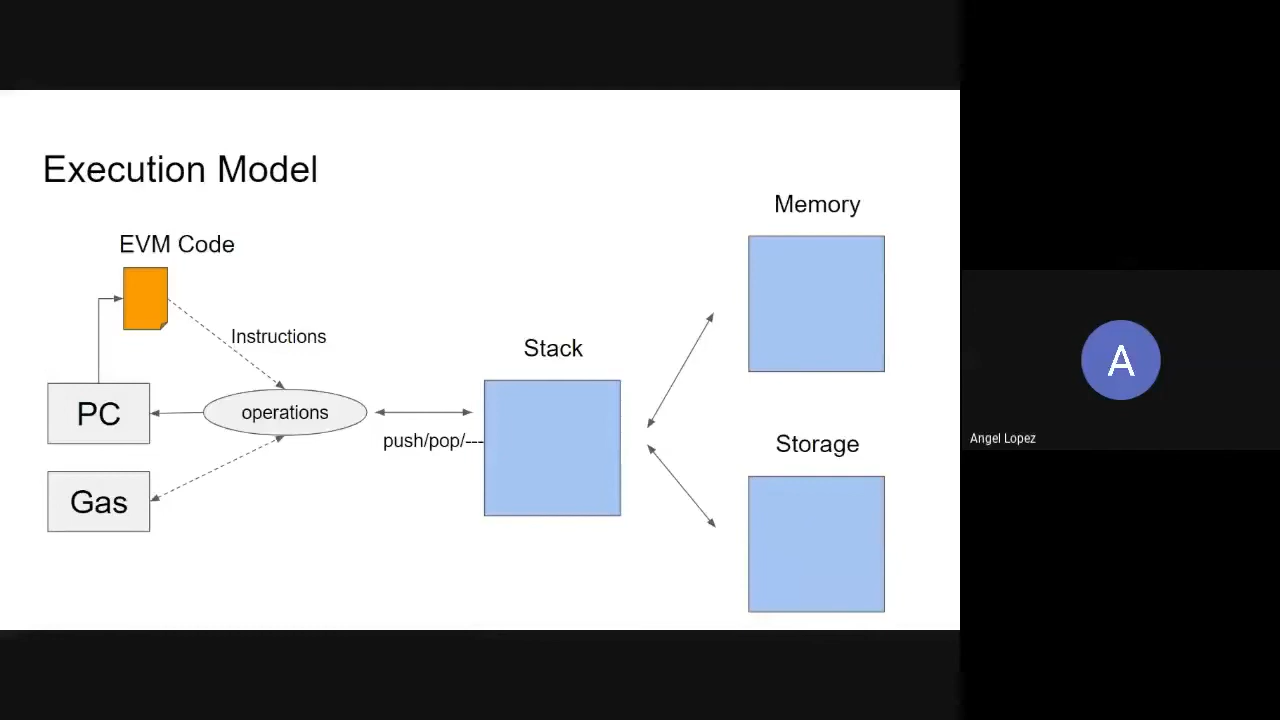 Execution Model
Memory
EVM Code
Instructions
Stack
PC
operations
push/pop/---
Storage
Gas
A
Angel Lopez